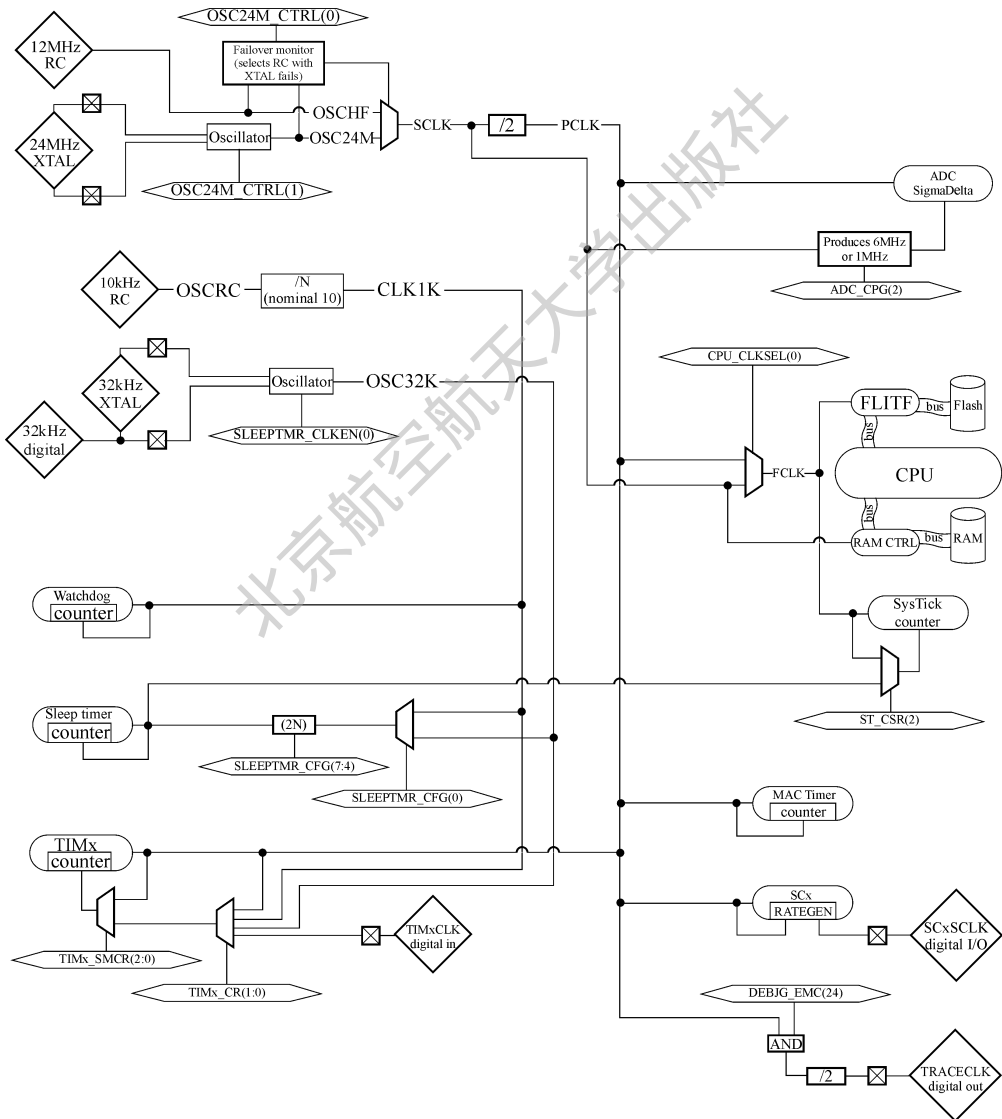 OSC24M_CTRL(0)
12MHz
RC
Failover monitor
(selects RC with
XTAL fails)
OSCHF
SCLK
/2
PCLK
24MHz
XTAL
Oscillator
OSC24M
OSC24M_CTRL(1)
ADC
SigmaDelta
Produces 6MHz
or 1MHz
ADC_CPG(2)
10kHz
RC
OSCRC
/N
(nominal 10)
CLK1K
32kHz
XTAL
Oscillator
OSC32K
32kHz
digital
SLEEPTMR_CLKEN(0)
CPU_CLKSEL(0)
FLITF
bus
Flash
bus
FCLK
CPU
bus
RAM CTRL
bus
RAM
Watchdog
counter
SysTick
counter
ST_CSR(2)
Sleep timer
counter
(2N)
SLEEPTMR_CFG(7:4)
SLEEPTMR_CFG(0)
MAC Timer
counter
TIMx
counter
TIMxCLK
digital in
TIMx_SMCR(2:0)
TIMx_CR(1:0)
SCx
RATEGEN
SCxSCLK
digital I/O
DEBJG_EMC(24)
AND
/2
TRACECLK
digital out
北京航空航天大学出版社